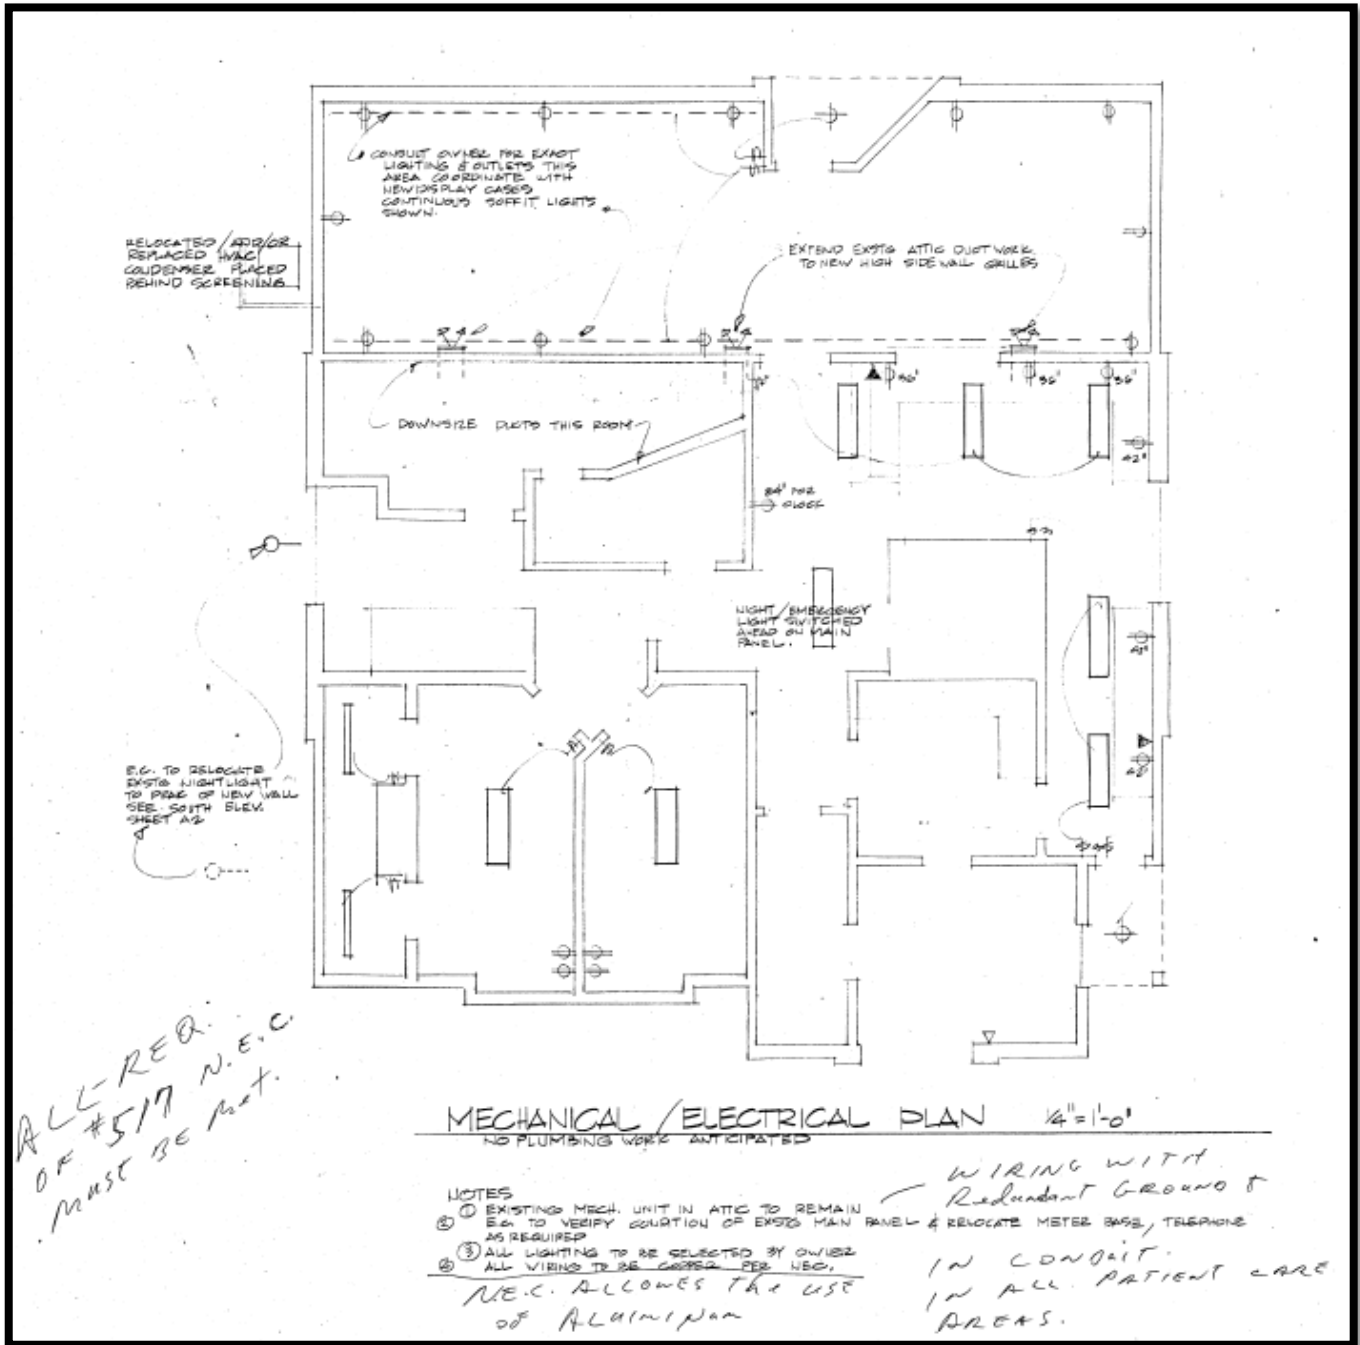 CONSULT OWNER FOR EXACT
LIGHTING & OUTLETS THIS
AREA COORDINATE WITH
NEW DISPLAY CASES
CONTINUOUS SOFFIT LIGHTS
SHOWN.
RELOCATED / AND/OR
REPLACED HVAC
CONDENSER PLACED
BEHIND SCREENING
EXTEND EXSTG ATTIC DUCTWORK
TO NEW HIGH SIDE WALL GRILLES
36"
36"
36"
DOWNSIZE DUCTS THIS ROOM
42"
84" FOR
CLOCK
NIGHT / EMERGENCY
LIGHT SWITCHED
AHEAD ON MAIN
PANEL.
E.C. TO RELOCATE
EXSTG NIGHTLIGHT
TO PEAK OF NEW WALL
SEE SOUTH ELEV.
SHEET A2
ALL REQ.
OF #517 N.E.C.
MUST BE MET.
MECHANICAL / ELECTRICAL PLAN 1/4" = 1'-0"
NO PLUMBING WORK ANTICIPATED
NOTES
① EXISTING MECH. UNIT IN ATTIC TO REMAIN
② E.C. TO VERIFY CONDITION OF EXSTG MAIN PANEL & RELOCATE METER BASE, TELEPHONE
AS REQUIRED
③ ALL LIGHTING TO BE SELECTED BY OWNER
④ ALL WIRING TO BE COPPER PER NEC.
N.E.C. ALLOWES THE USE
OF ALUMINUM
WIRING WITH
Redundant GROUND &
IN CONDUIT.
IN ALL PATIENT CARE
AREAS.